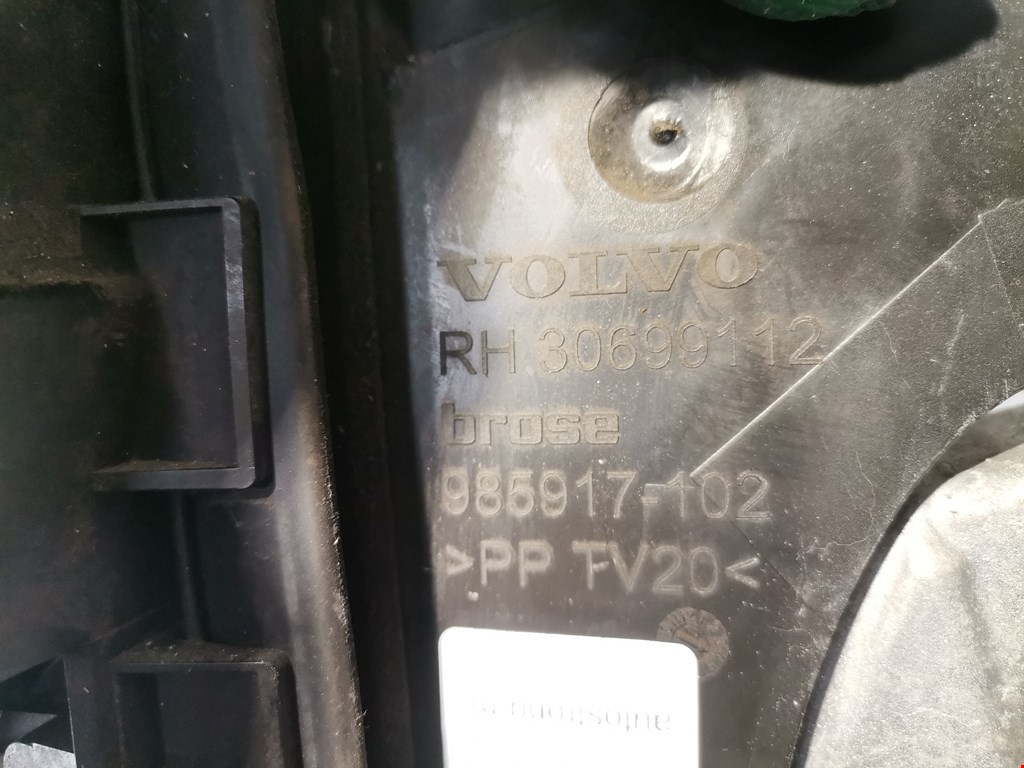 VOLVO
RH 30699112
brose
985917-102
>PP TV20<